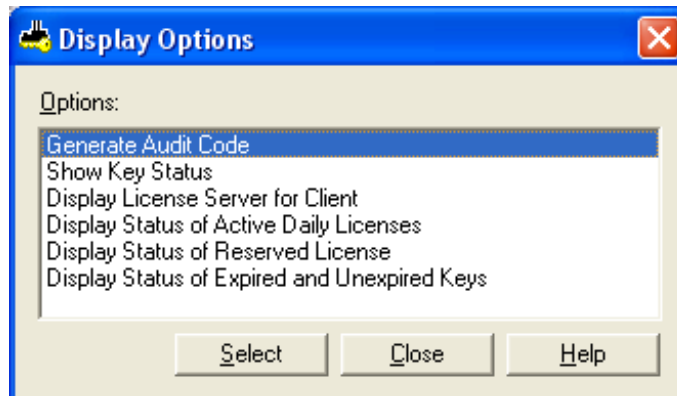 Display Options
Options:
Generate Audit Code
Show Key Status
Display License Server for Client
Display Status of Active Daily Licenses
Display Status of Reserved License
Display Status of Expired and Unexpired Keys
Select Close Help